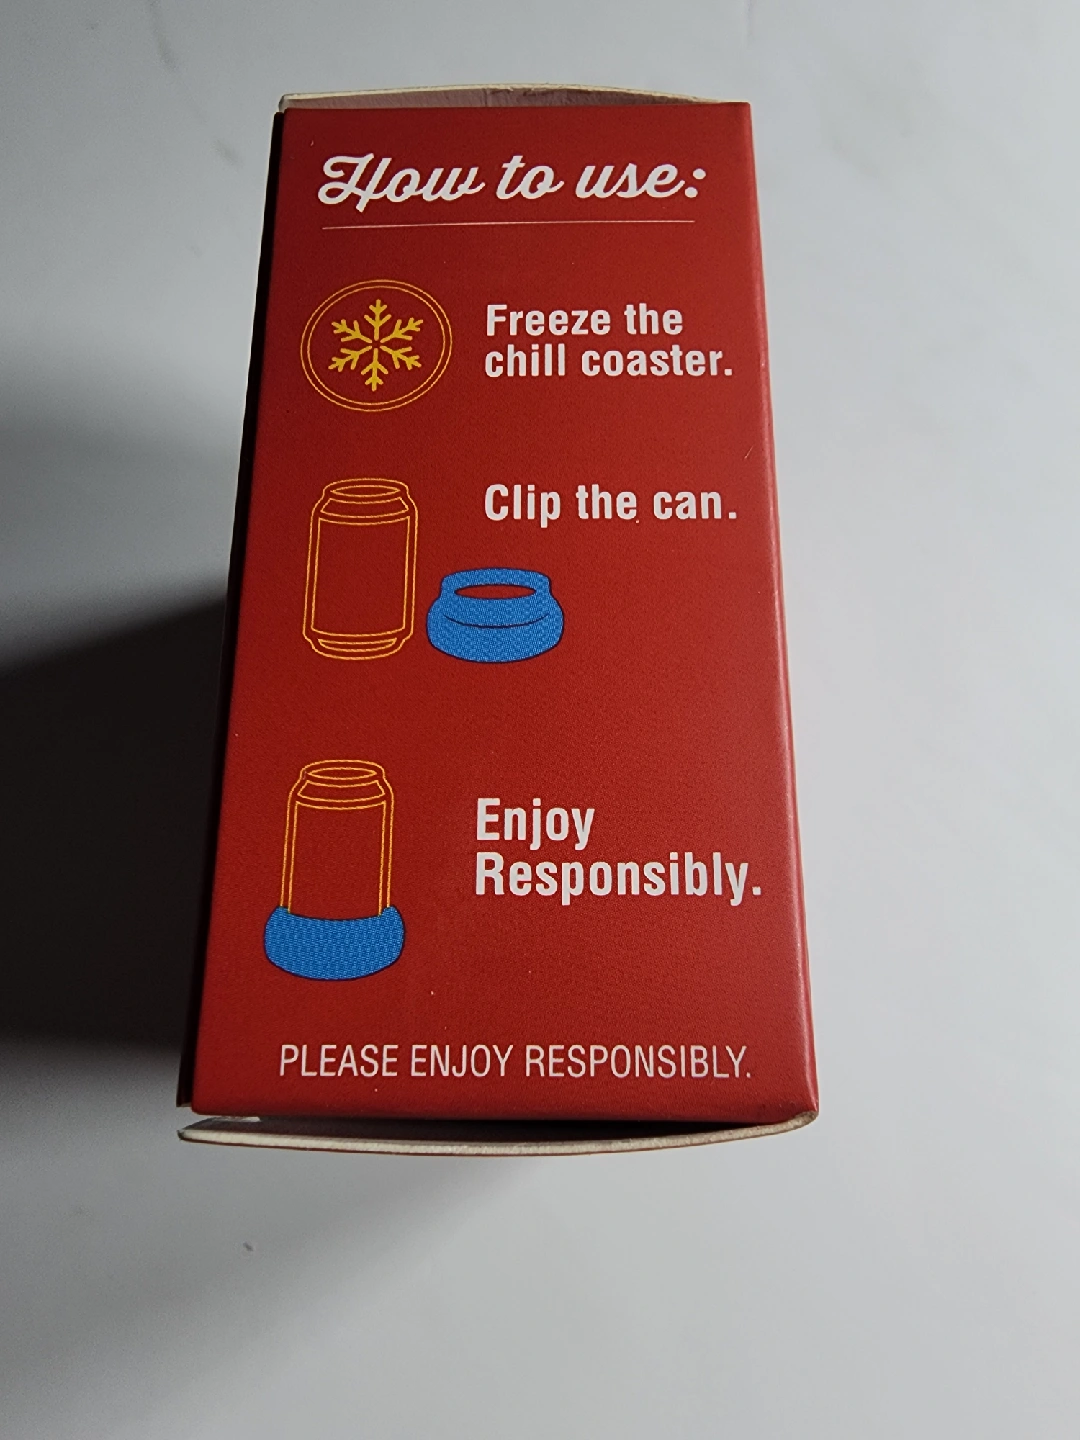 How to use:
Freeze the
chill coaster.
Clip the can.
Enjoy
Responsibly.
PLEASE ENJOY RESPONSIBLY.